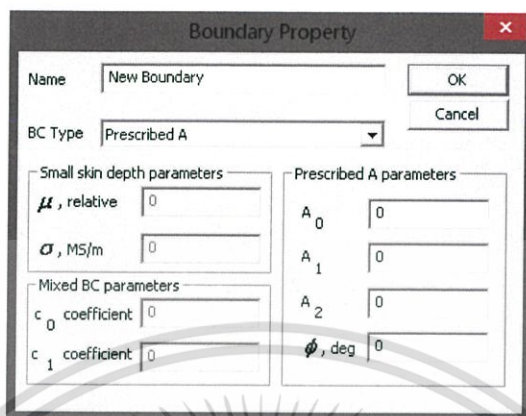 Boundary Property
x
Name New Boundary OK
Cancel
BC Type Prescribed A
Small skin depth parameters
μ, relative 0
σ, MS/m 0
Mixed BC parameters
c 0 coefficient 0
c 1 coefficient 0
Prescribed A parameters
A 0 0
A 1 0
A 2 0
ϕ, deg 0